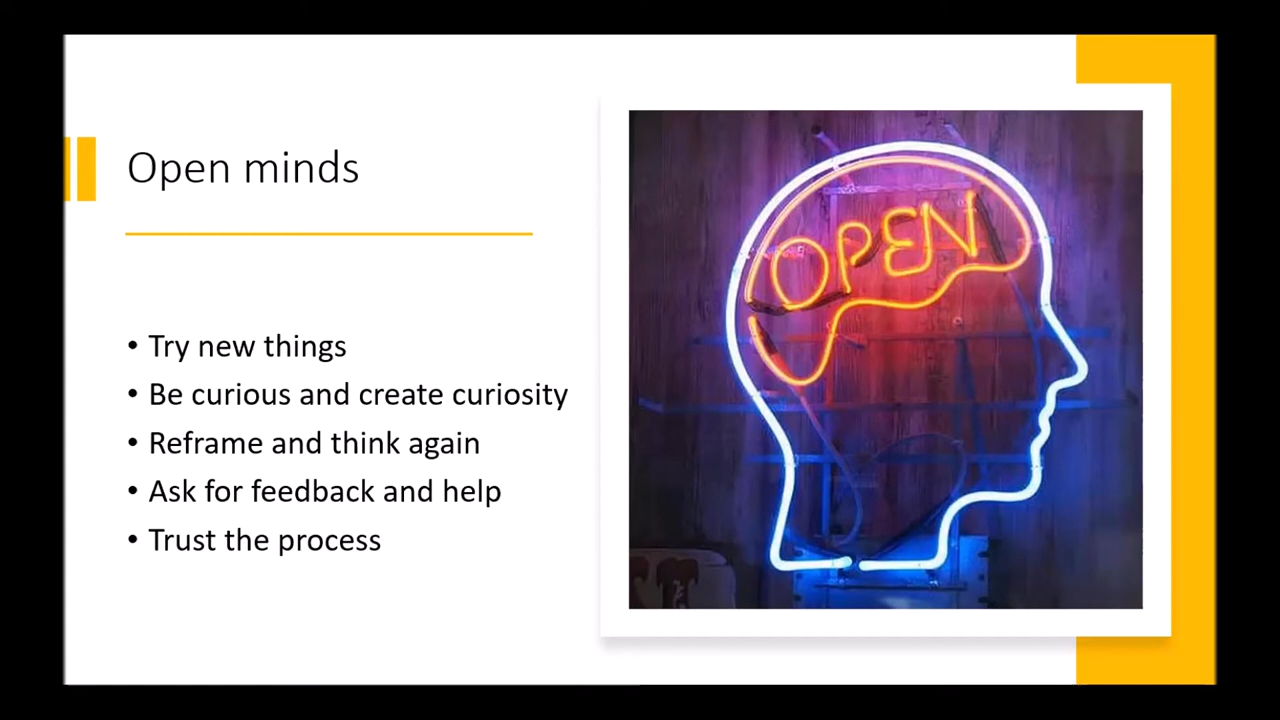 Open minds
• Try new things
• Be curious and create curiosity
• Reframe and think again
• Ask for feedback and help
• Trust the process
OPEN